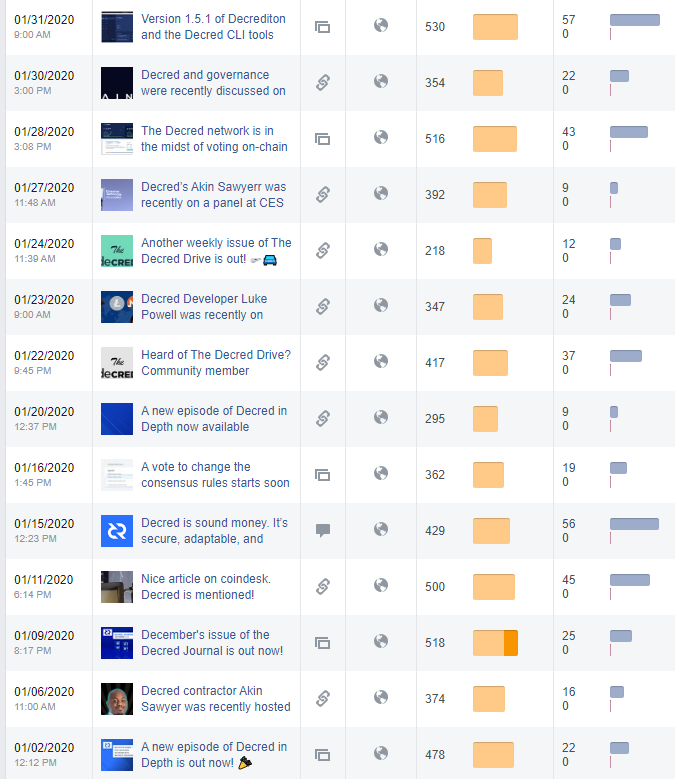 01/31/2020
9:00 AM
Version 1.5.1 of Decrediton
and the Decred CLI tools
530
57
0
01/30/2020
3:00 PM
AIN
Decred and governance
were recently discussed on
354
22
0
01/28/2020
3:08 PM
The Decred network is in
the midst of voting on-chain
516
43
0
01/27/2020
11:48 AM
Decred's Akin Sawyerr was
recently on a panel at CES
392
9
0
01/24/2020
11:39 AM
The
DECRED
Another weekly issue of The
Decred Drive is out!
218
12
0
01/23/2020
9:00 AM
Decred Developer Luke
Powell was recently on
347
24
0
01/22/2020
9:45 PM
The
DECRED
Heard of The Decred Drive?
Community member
417
37
0
01/20/2020
12:37 PM
A new episode of Decred in
Depth now available
295
9
0
01/16/2020
1:45 PM
A vote to change the
consensus rules starts soon
362
19
0
01/15/2020
12:23 PM
Decred is sound money. It's
secure, adaptable, and
429
56
0
01/11/2020
6:14 PM
Nice article on coindesk.
Decred is mentioned!
500
45
0
01/09/2020
8:17 PM
December's issue of the
Decred Journal is out now!
518
25
0
01/06/2020
11:00 AM
Decred contractor Akin
Sawyer was recently hosted
374
16
0
01/02/2020
12:12 PM
A new episode of Decred in
Depth is out now!
478
22
0